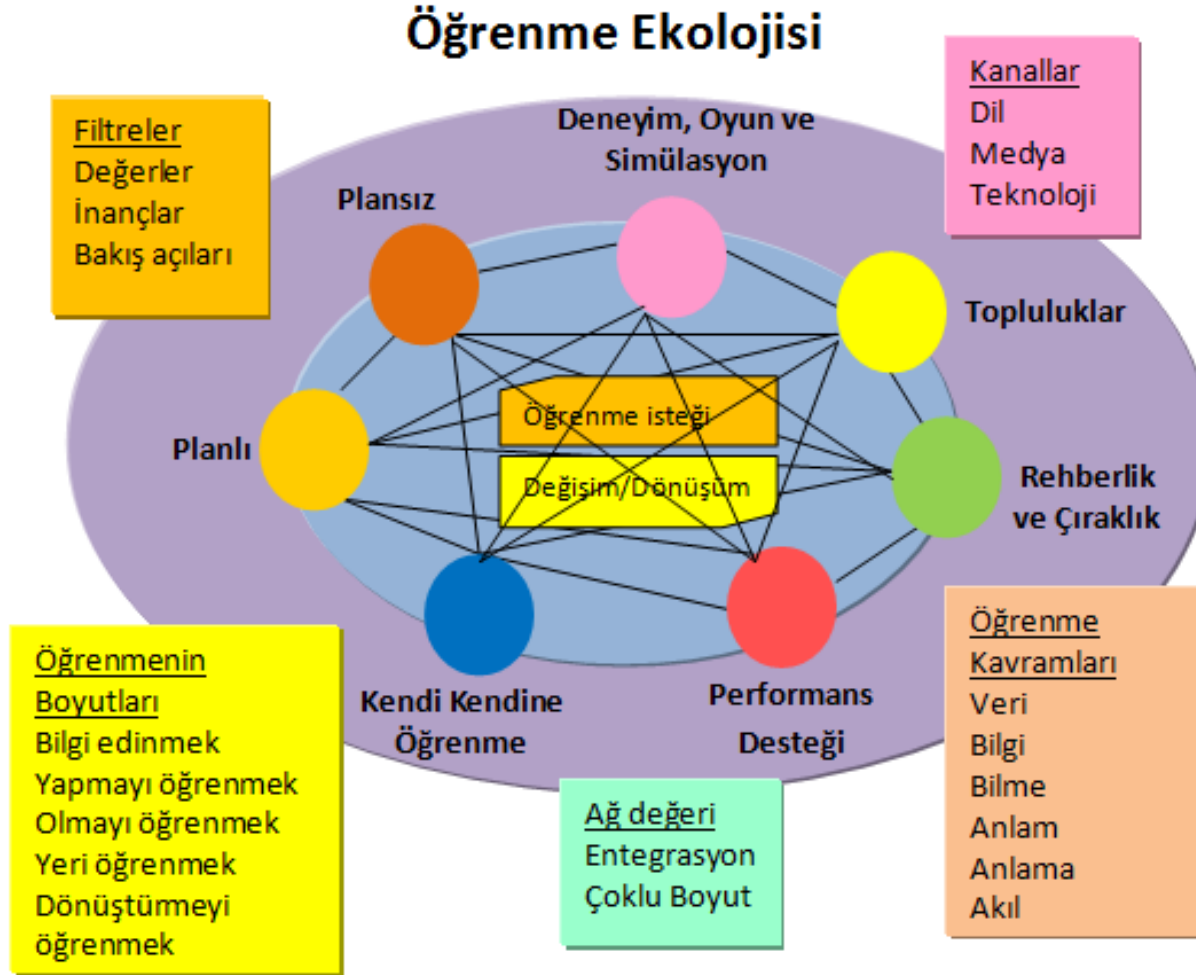 Öğrenme Ekolojisi
Filtreler
Değerler
İnançlar
Bakış açıları
Kanallar
Dil
Medya
Teknoloji
Deneyim, Oyun ve
Simülasyon
Plansız
Topluluklar
Öğrenme isteği
Planlı
Değişim/Dönüşüm
Rehberlik
ve Çıraklık
Kendi Kendine
Öğrenme
Performans
Desteği
Öğrenmenin
Boyutları
Bilgi edinmek
Yapmayı öğrenmek
Olmayı öğrenmek
Yeri öğrenmek
Dönüştürmeyi
öğrenmek
Ağ değeri
Entegrasyon
Çoklu Boyut
Öğrenme
Kavramları
Veri
Bilgi
Bilme
Anlam
Anlama
Akıl